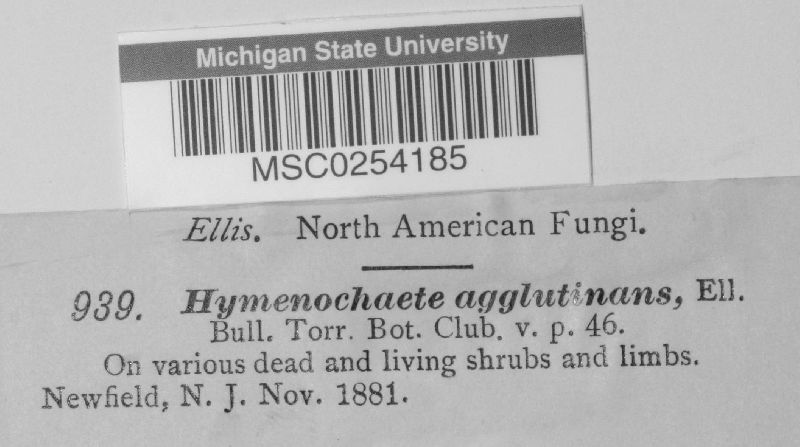 Michigan State University
MSC0254185
Ellis. North American Fungi.
939. Hymenochaete agglutinans, Ell.
Bull. Torr. Bot. Club. v. p. 46.
On various dead and living shrubs and limbs.
Newfield, N. J. Nov. 1881.